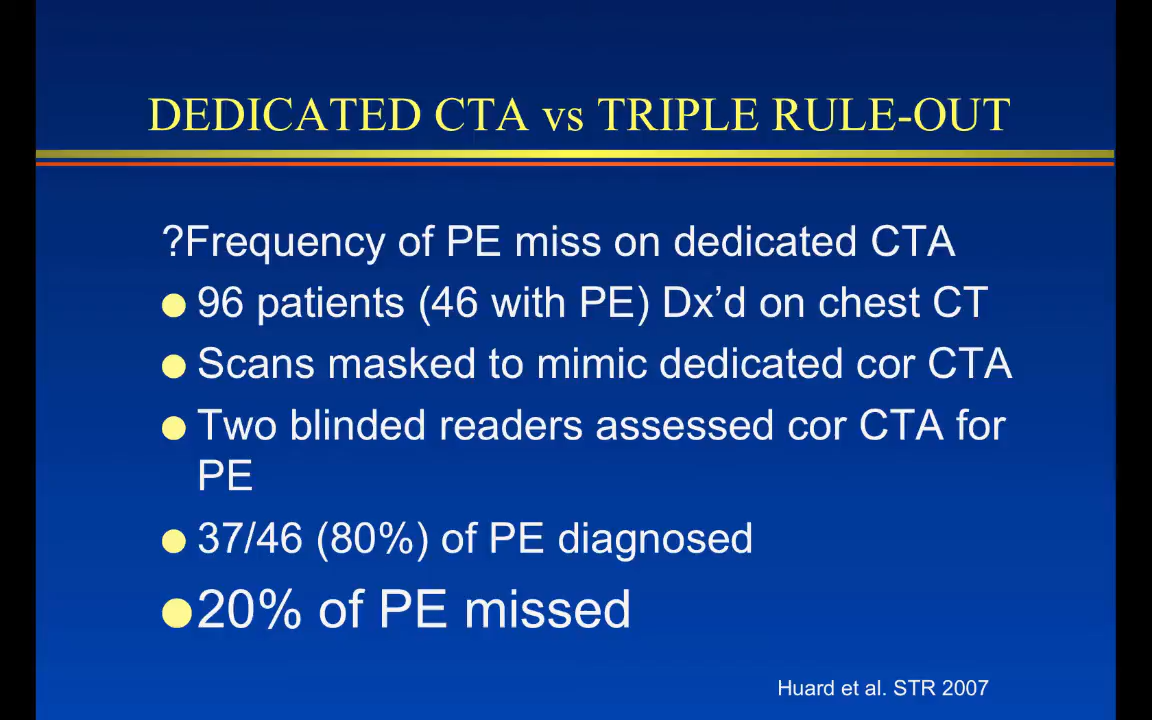 DEDICATED CTA vs TRIPLE RULE-OUT
?Frequency of PE miss on dedicated CTA
● 96 patients (46 with PE) Dx’d on chest CT
● Scans masked to mimic dedicated cor CTA
● Two blinded readers assessed cor CTA for
PE
● 37/46 (80%) of PE diagnosed
● 20% of PE missed
Huard et al. STR 2007